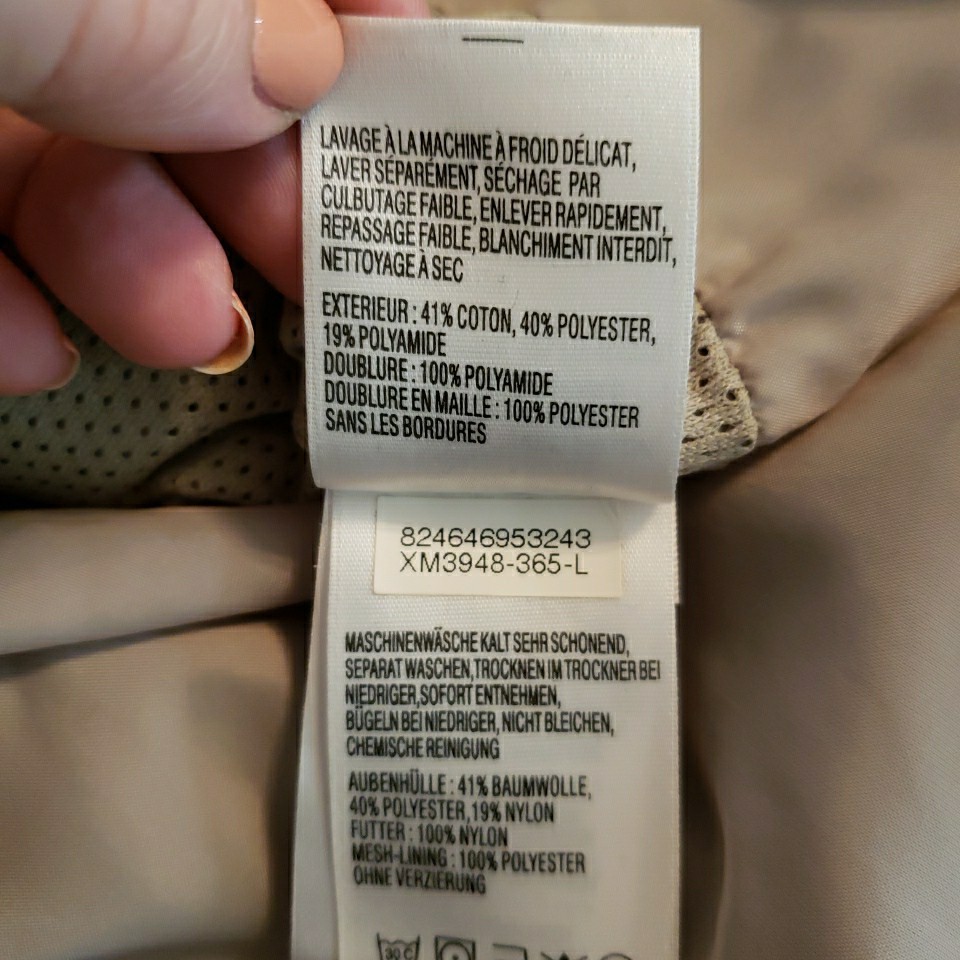 LAVAGE À LA MACHINE À FROID DÉLICAT,
LAVER SÉPARÉMENT, SÉCHAGE PAR
CULBUTAGE FAIBLE, ENLEVER RAPIDEMENT,
REPASSAGE FAIBLE, BLANCHIMENT INTERDIT,
NETTOYAGE À SEC
EXTERIEUR : 41% COTON, 40% POLYESTER,
19% POLYAMIDE
DOUBLURE : 100% POLYAMIDE
DOUBLURE EN MAILLE : 100% POLYESTER
SANS LES BORDURES
824646953243
XM3948-365-L
MASCHINENWÄSCHE KALT SEHR SCHONEND,
SEPARAT WASCHEN, TROCKNEN IM TROCKNER BEI
NIEDRIGER, SOFORT ENTNEHMEN,
BÜGELN BEI NIEDRIGER, NICHT BLEICHEN,
CHEMISCHE REINIGUNG
AUßENHÜLLE : 41% BAUMWOLLE,
40% POLYESTER, 19% NYLON
FUTTER : 100% NYLON
MESH-LINING : 100% POLYESTER
OHNE VERZIERUNG
30 C